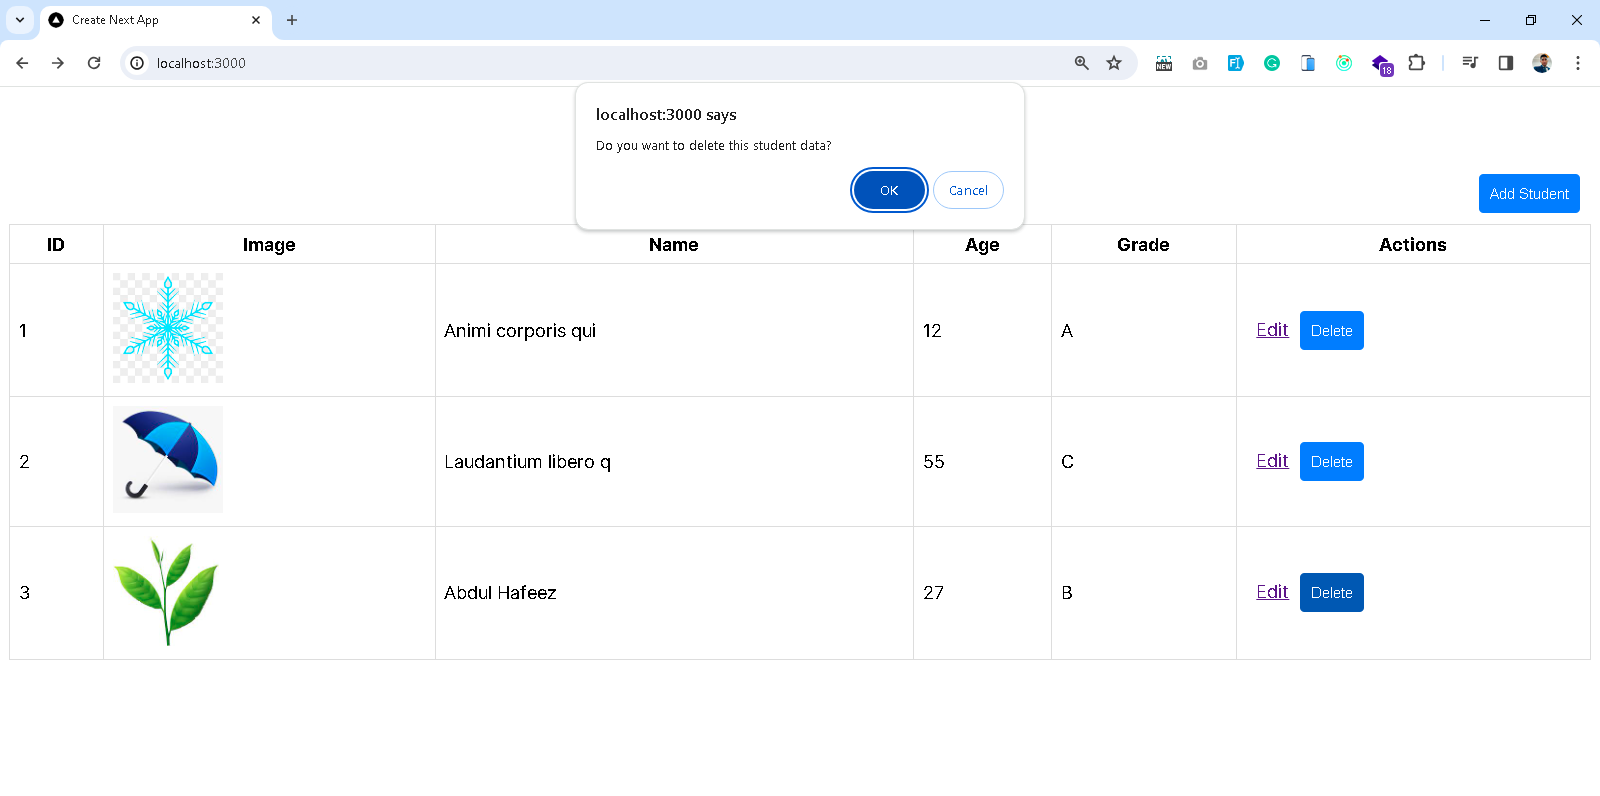 Create Next App
localhost:3000
NEW
18
localhost:3000 says
Do you want to delete this student data?
OK Cancel
Add Student
ID Image Name Age Grade Actions
1 Animi corporis qui 12 A Edit Delete
2 Laudantium libero q 55 C Edit Delete
3 Abdul Hafeez 27 B Edit Delete